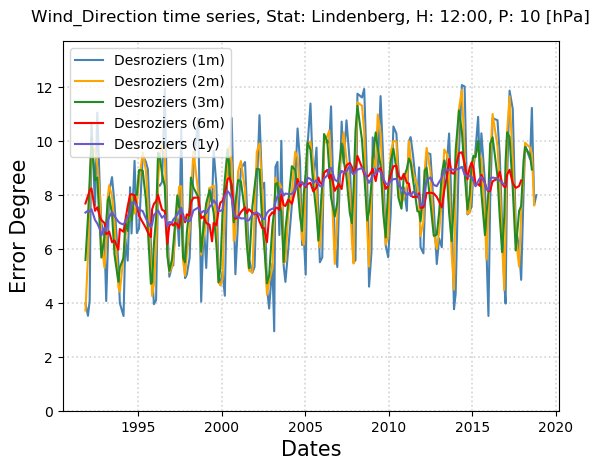 Wind_Direction time series, Stat: Lindenberg, H: 12:00, P: 10 [hPa]
Desroziers (1m)
Desroziers (2m)
Desroziers (3m)
Desroziers (6m)
Desroziers (1y)
Error Degree
12
10
8
6
4
2
0
1995
2000
2005
2010
2015
2020
Dates